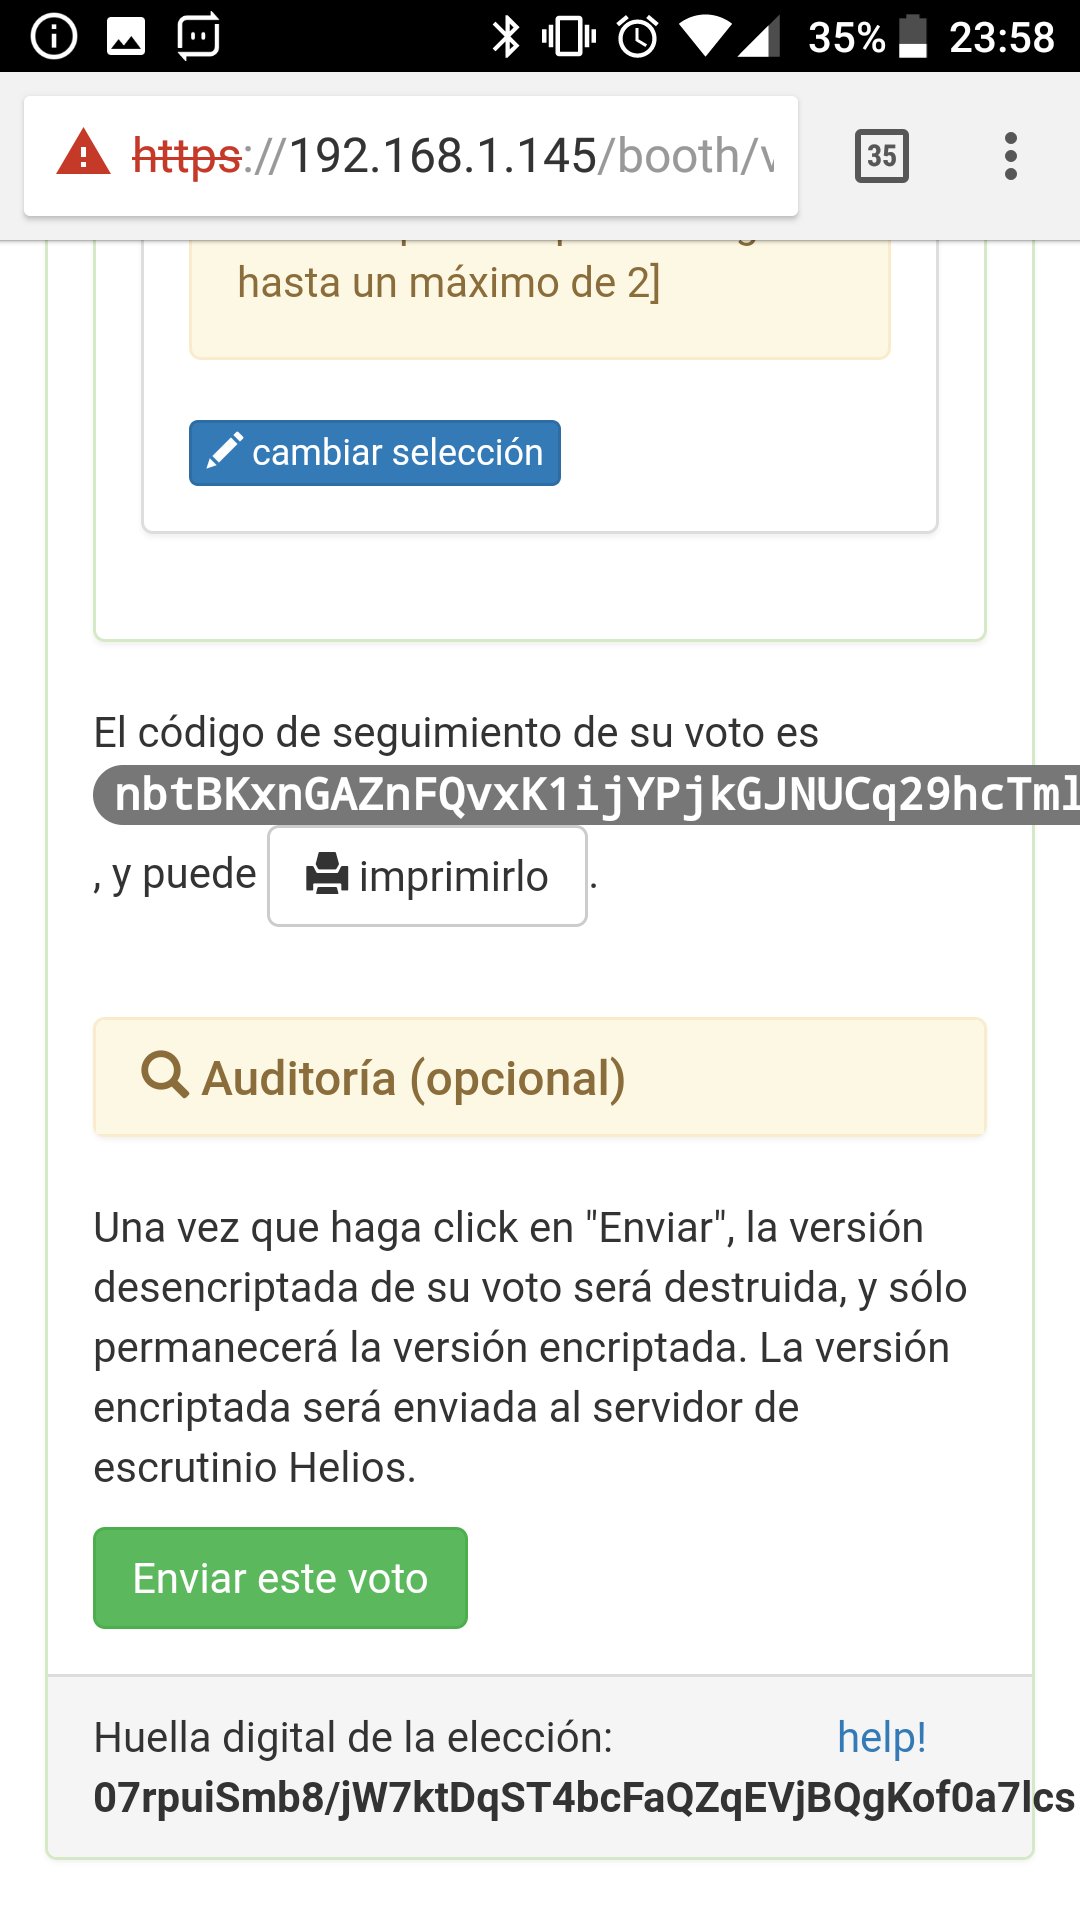 35% 23:58
https://192.168.1.145/booth/v
35
hasta un máximo de 2]
cambiar selección
El código de seguimiento de su voto es
nbtBKxnGAZnFQvxK1ijYPjkGJNUCq29hcTml
, y puede imprimirlo.
Auditoría (opcional)
Una vez que haga click en "Enviar", la versión
desencriptada de su voto será destruida, y sólo
permanecerá la versión encriptada. La versión
encriptada será enviada al servidor de
escrutinio Helios.
Enviar este voto
Huella digital de la elección: help!
07rpuiSmb8/jW7ktDqST4bcFaQZqEVjBQgKof0a7lcs